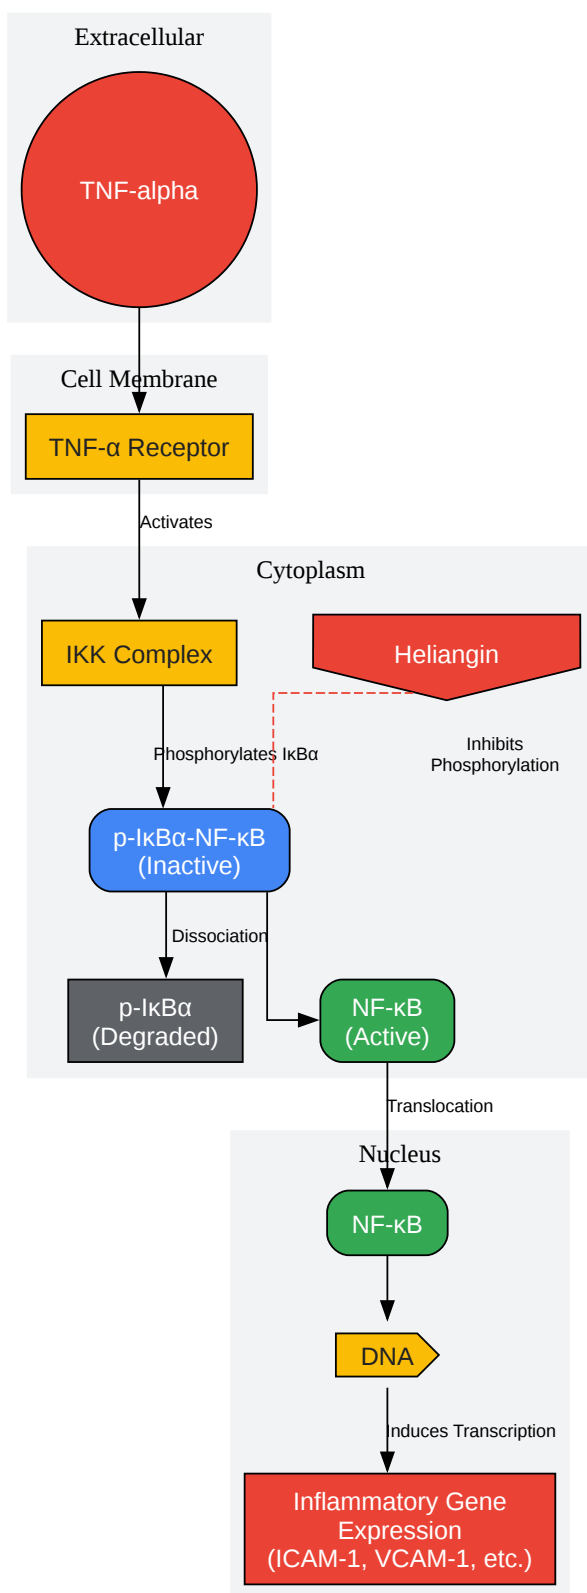 Extracellular
TNF-alpha
Cell Membrane
TNF-α Receptor
Activates
Cytoplasm
IKK Complex
Heliangin
Phosphorylates IκBα
Inhibits
Phosphorylation
p-IκBα-NF-κB
(Inactive)
Dissociation
p-IκBα
(Degraded)
NF-κB
(Active)
Translocation
Nucleus
NF-κB
DNA
Induces Transcription
Inflammatory Gene
Expression
(ICAM-1, VCAM-1, etc.)